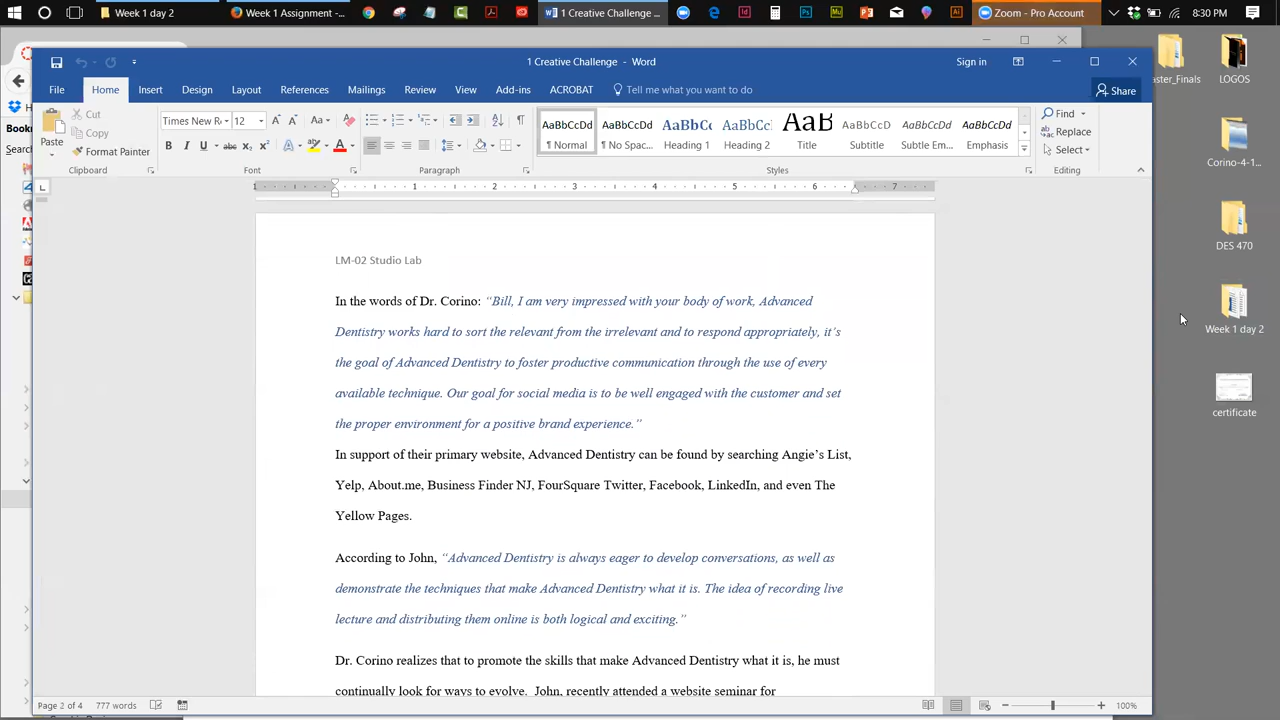 Week 1 day 2
Week 1 Assignment -...
1 Creative Challenge ...
Zoom - Pro Account
8:30 PM
1 Creative Challenge - Word
Sign in
File
Home
Insert
Design
Layout
References
Mailings
Review
View
Add-ins
ACROBAT
Tell me what you want to do
Share
Paste
Cut
Copy
Format Painter
Clipboard
Times New R
12
Font
Paragraph
AaBbCcDd
¶ Normal
AaBbCcDd
¶ No Spac...
AaBbCc
Heading 1
AaBbCc
Heading 2
AaB
Title
AaBbCcD
Subtitle
AaBbCcDd
Subtle Em...
AaBbCcDd
Emphasis
Styles
Find
Replace
Select
Editing
Bookm
Search
1 1 2 3 4 5 6 7
LM-02 Studio Lab
In the words of Dr. Corino: “Bill, I am very impressed with your body of work, Advanced
Dentistry works hard to sort the relevant from the irrelevant and to respond appropriately, it’s
the goal of Advanced Dentistry to foster productive communication through the use of every
available technique. Our goal for social media is to be well engaged with the customer and set
the proper environment for a positive brand experience.”
In support of their primary website, Advanced Dentistry can be found by searching Angie’s List,
Yelp, About.me, Business Finder NJ, FourSquare Twitter, Facebook, LinkedIn, and even The
Yellow Pages.
According to John, “Advanced Dentistry is always eager to develop conversations, as well as
demonstrate the techniques that make Advanced Dentistry what it is. The idea of recording live
lecture and distributing them online is both logical and exciting.”
Dr. Corino realizes that to promote the skills that make Advanced Dentistry what it is, he must
continually look for ways to evolve. John, recently attended a website seminar for
Page 2 of 4
777 words
100%
aster_Finals
LOGOS
Corino-4-1...
DES 470
Week 1 day 2
certificate